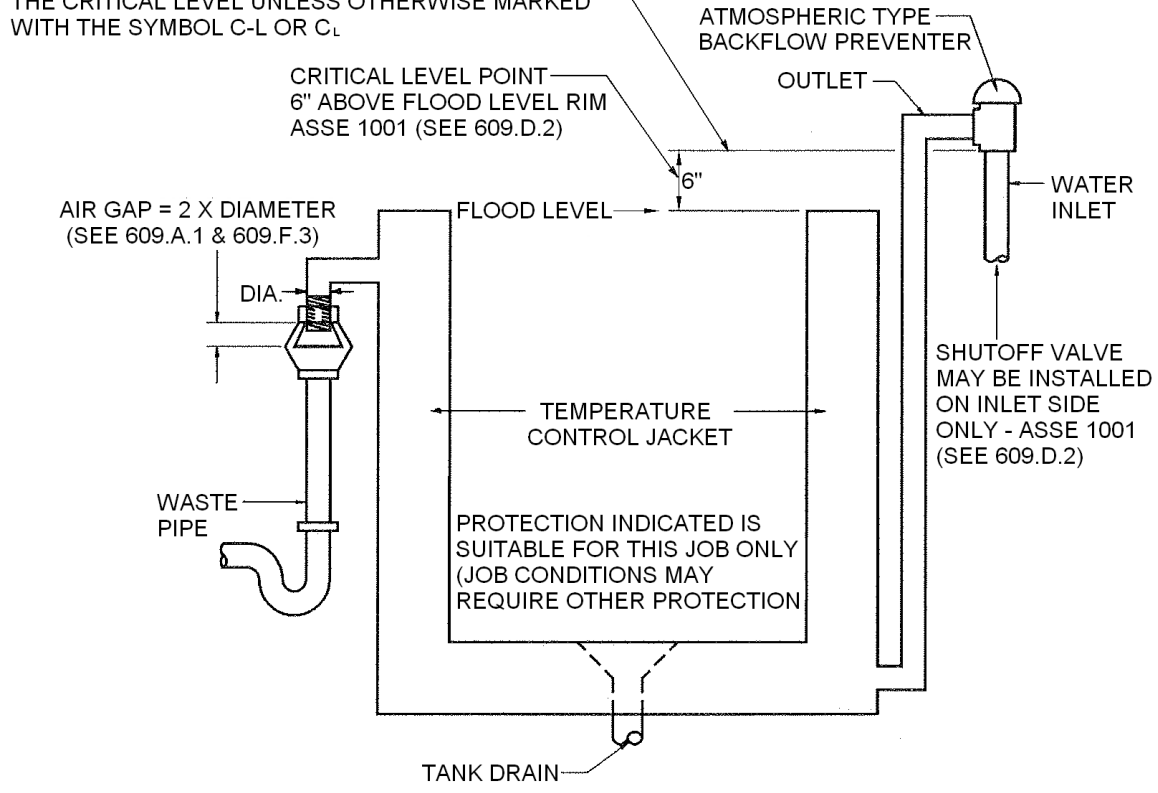 THE CRITICAL LEVEL UNLESS OTHERWISE MARKED
WITH THE SYMBOL C-L OR CL
ATMOSPHERIC TYPE
BACKFLOW PREVENTER
CRITICAL LEVEL POINT
6" ABOVE FLOOD LEVEL RIM
ASSE 1001 (SEE 609.D.2)
OUTLET
6"
WATER
INLET
AIR GAP = 2 X DIAMETER
(SEE 609.A.1 & 609.F.3)
FLOOD LEVEL
DIA.
SHUTOFF VALVE
MAY BE INSTALLED
ON INLET SIDE
ONLY - ASSE 1001
(SEE 609.D.2)
TEMPERATURE
CONTROL JACKET
WASTE
PIPE
PROTECTION INDICATED IS
SUITABLE FOR THIS JOB ONLY
(JOB CONDITIONS MAY
REQUIRE OTHER PROTECTION
TANK DRAIN